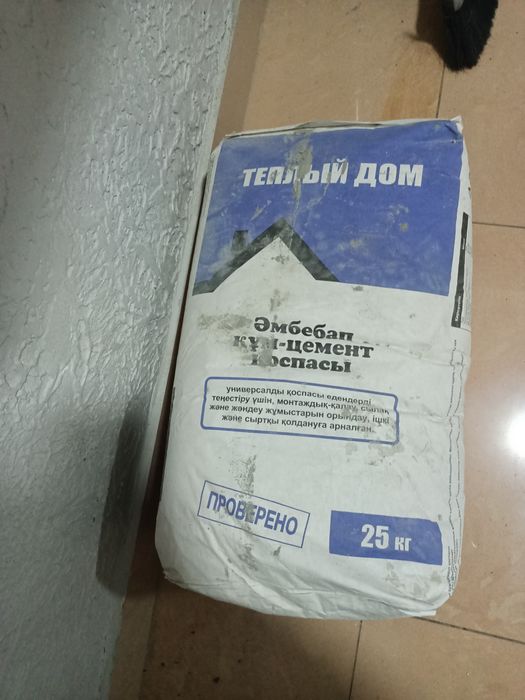 ТЕПЛЫЙ ДОМ
Әмбебап
құм-цемент
қоспасы
универсалды қоспасы едендерді
теңестіру үшін, монтаждық-қалау, сылақ
және жөндеу жұмыстарын орындау, ішкі
және сыртқы қолдануға арналған.
ПРОВЕРЕНО
25 кг